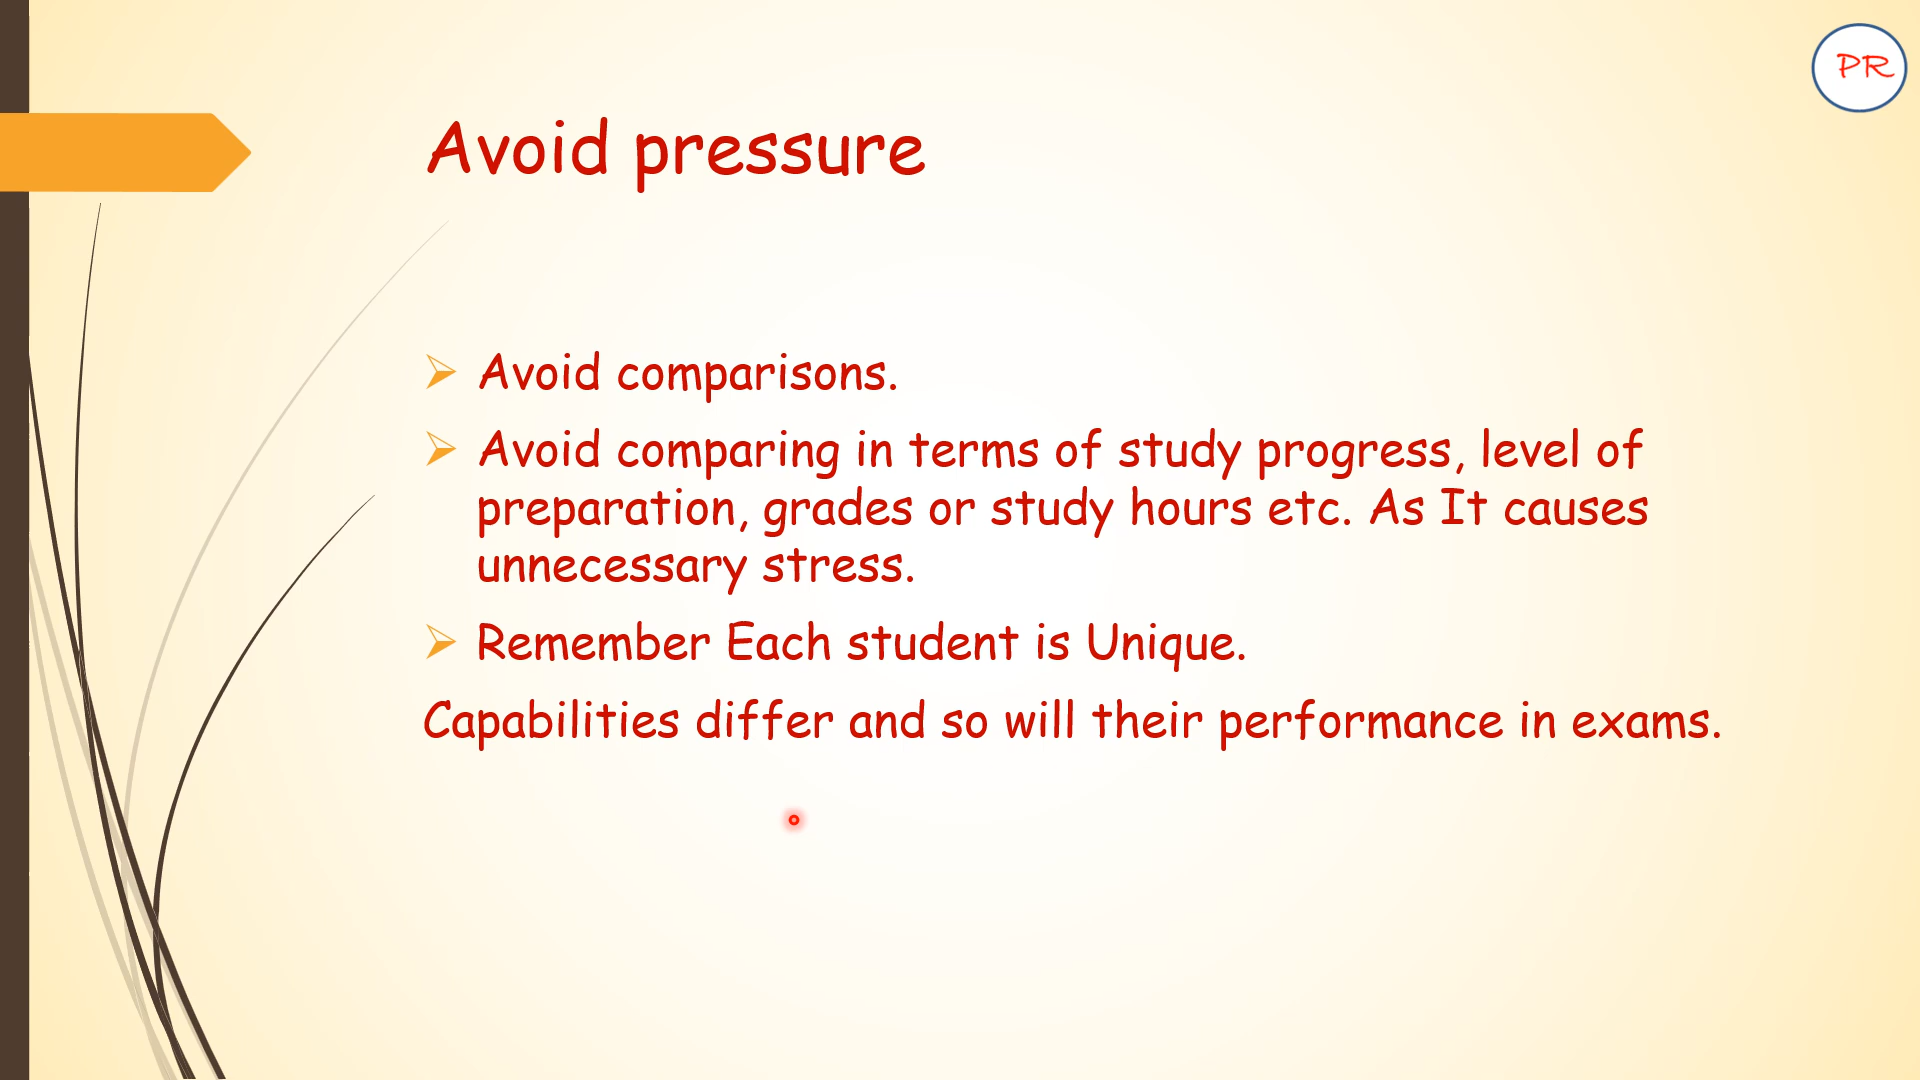 PR
Avoid pressure
Avoid comparisons.
Avoid comparing in terms of study progress, level of
preparation, grades or study hours etc. As It causes
unnecessary stress.
Remember Each student is Unique.
Capabilities differ and so will their performance in exams.